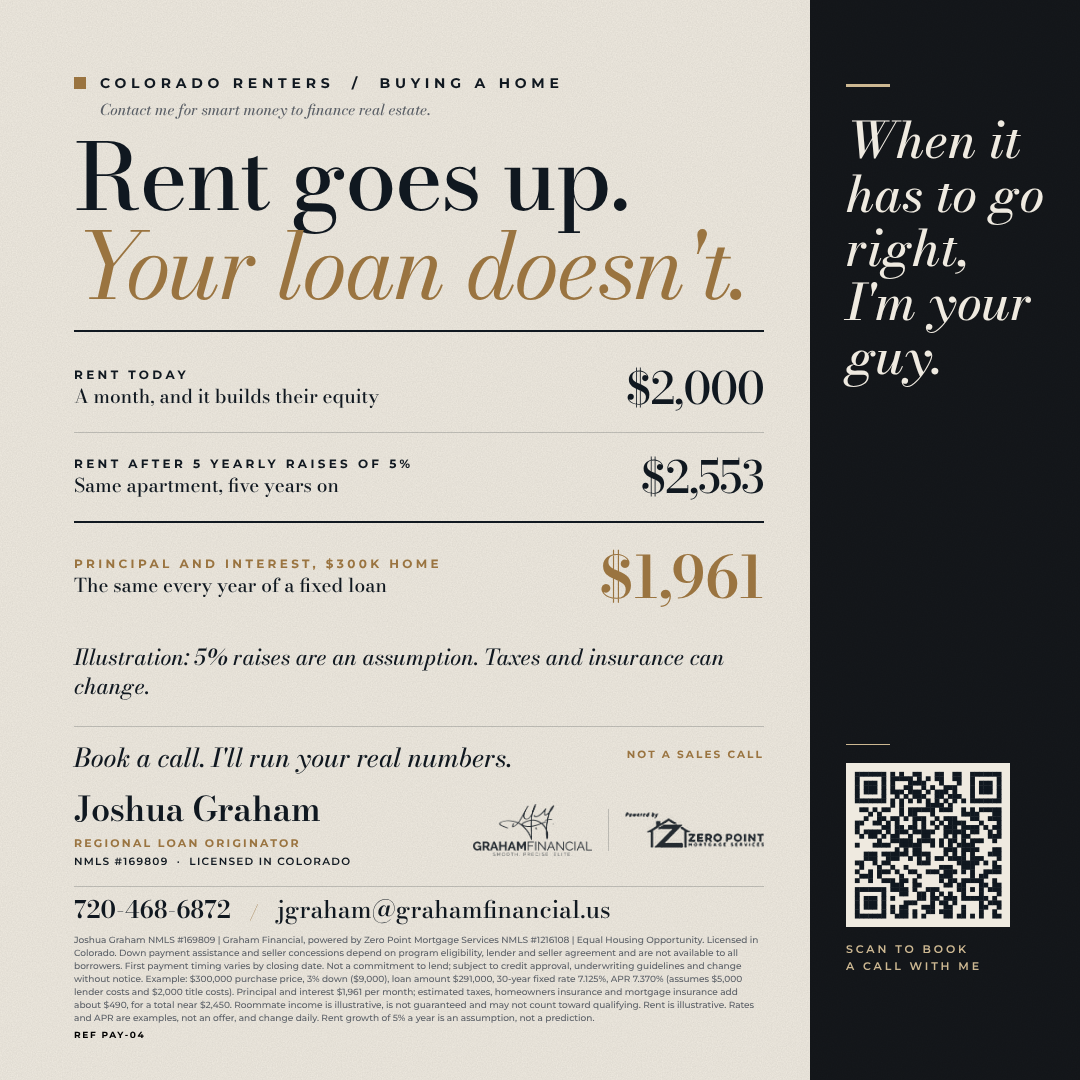 COLORADO RENTERS / BUYING A HOME
Contact me for smart money to finance real estate.
Rent goes up.
Your loan doesn't.
RENT TODAY
A month, and it builds their equity
$2,000
RENT AFTER 5 YEARLY RAISES OF 5%
Same apartment, five years on
$2,553
PRINCIPAL AND INTEREST, $300K HOME
The same every year of a fixed loan
$1,961
Illustration: 5% raises are an assumption. Taxes and insurance can
change.
Book a call. I'll run your real numbers.
NOT A SALES CALL
Joshua Graham
REGIONAL LOAN ORIGINATOR
NMLS #169809 · LICENSED IN COLORADO
GRAHAMFINANCIAL
SMOOTH. PRECISE. ELITE.
Powered by
ZERO POINT
MORTGAGE SERVICES
720-468-6872 / jgraham@grahamfinancial.us
Joshua Graham NMLS #169809 | Graham Financial, powered by Zero Point Mortgage Services NMLS #1216108 | Equal Housing Opportunity. Licensed in
Colorado. Down payment assistance and seller concessions depend on program eligibility, lender and seller agreement and are not available to all
borrowers. First payment timing varies by closing date. Not a commitment to lend; subject to credit approval, underwriting guidelines and change
without notice. Example: $300,000 purchase price, 3% down ($9,000), loan amount $291,000, 30-year fixed rate 7.125%, APR 7.370% (assumes $5,000
lender costs and $2,000 title costs). Principal and interest $1,961 per month; estimated taxes, homeowners insurance and mortgage insurance add
about $490, for a total near $2,450. Roommate income is illustrative, is not guaranteed and may not count toward qualifying. Rent is illustrative. Rates
and APR are examples, not an offer, and change daily. Rent growth of 5% a year is an assumption, not a prediction.
REF PAY-04
When it
has to go
right,
I'm your
guy.
SCAN TO BOOK
A CALL WITH ME